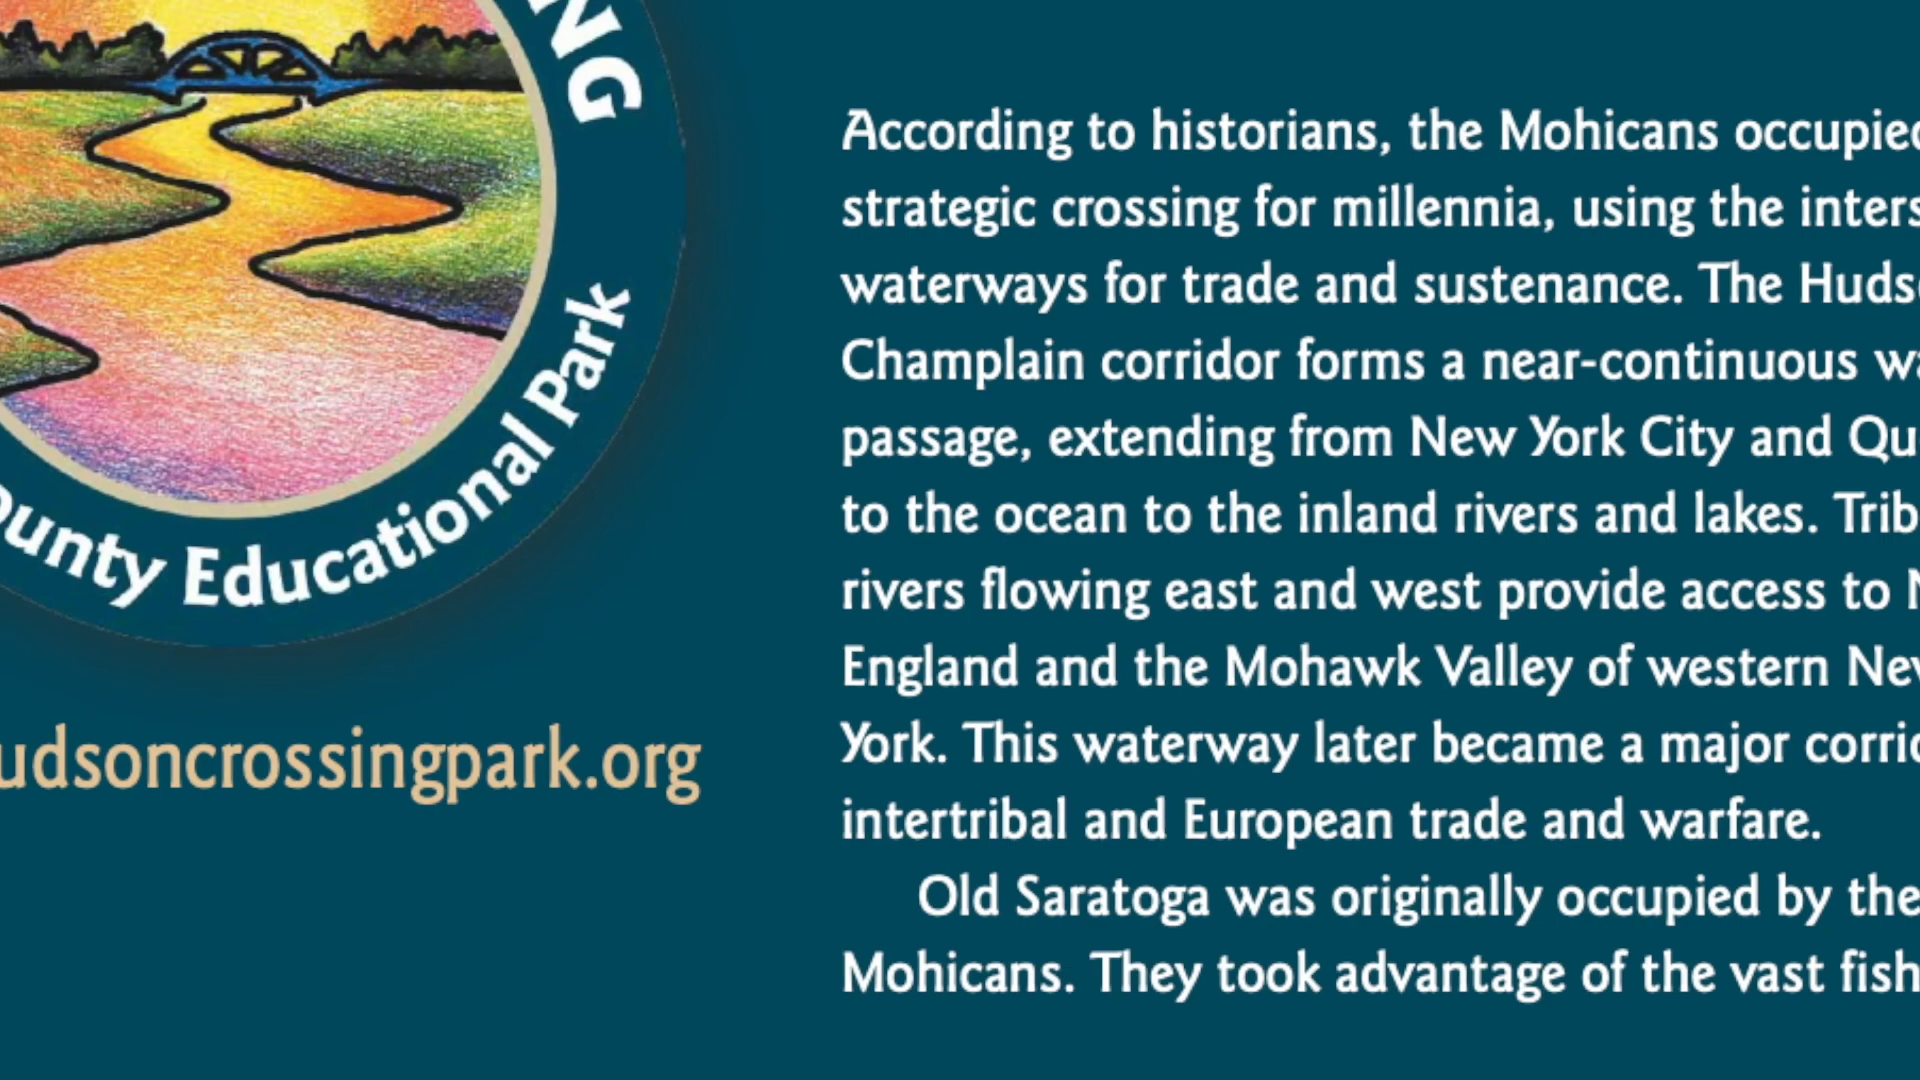 NG
ounty Educational Park
udsoncrossingpark.org
According to historians, the Mohicans occupied
strategic crossing for millennia, using the inters
waterways for trade and sustenance. The Huds
Champlain corridor forms a near-continuous wa
passage, extending from New York City and Qu
to the ocean to the inland rivers and lakes. Trib
rivers flowing east and west provide access to N
England and the Mohawk Valley of western New
York. This waterway later became a major corrid
intertribal and European trade and warfare.
Old Saratoga was originally occupied by the
Mohicans. They took advantage of the vast fish